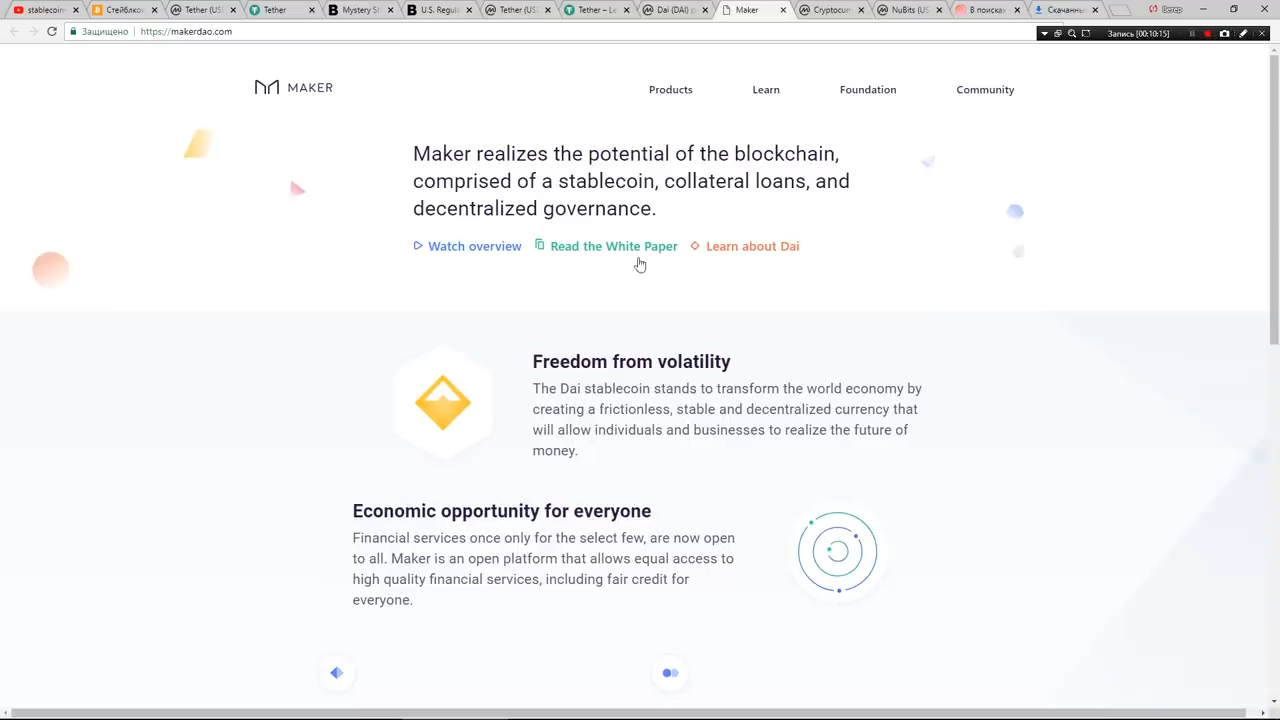 stablecoin
Стейблкои
Tether (US
Tether
Mystery Sh
U.S. Regula
Tether (US
Tether – Le
Dai (DAI) p
Maker
Cryptocurr
NuBits (US
В поисках
Скачанные
Защищено
https://makerdao.com
Запись [00:10:15]
MAKER
Products
Learn
Foundation
Community
Maker realizes the potential of the blockchain,
comprised of a stablecoin, collateral loans, and
decentralized governance.
Watch overview
Read the White Paper
Learn about Dai
Freedom from volatility
The Dai stablecoin stands to transform the world economy by
creating a frictionless, stable and decentralized currency that
will allow individuals and businesses to realize the future of
money.
Economic opportunity for everyone
Financial services once only for the select few, are now open
to all. Maker is an open platform that allows equal access to
high quality financial services, including fair credit for
everyone.